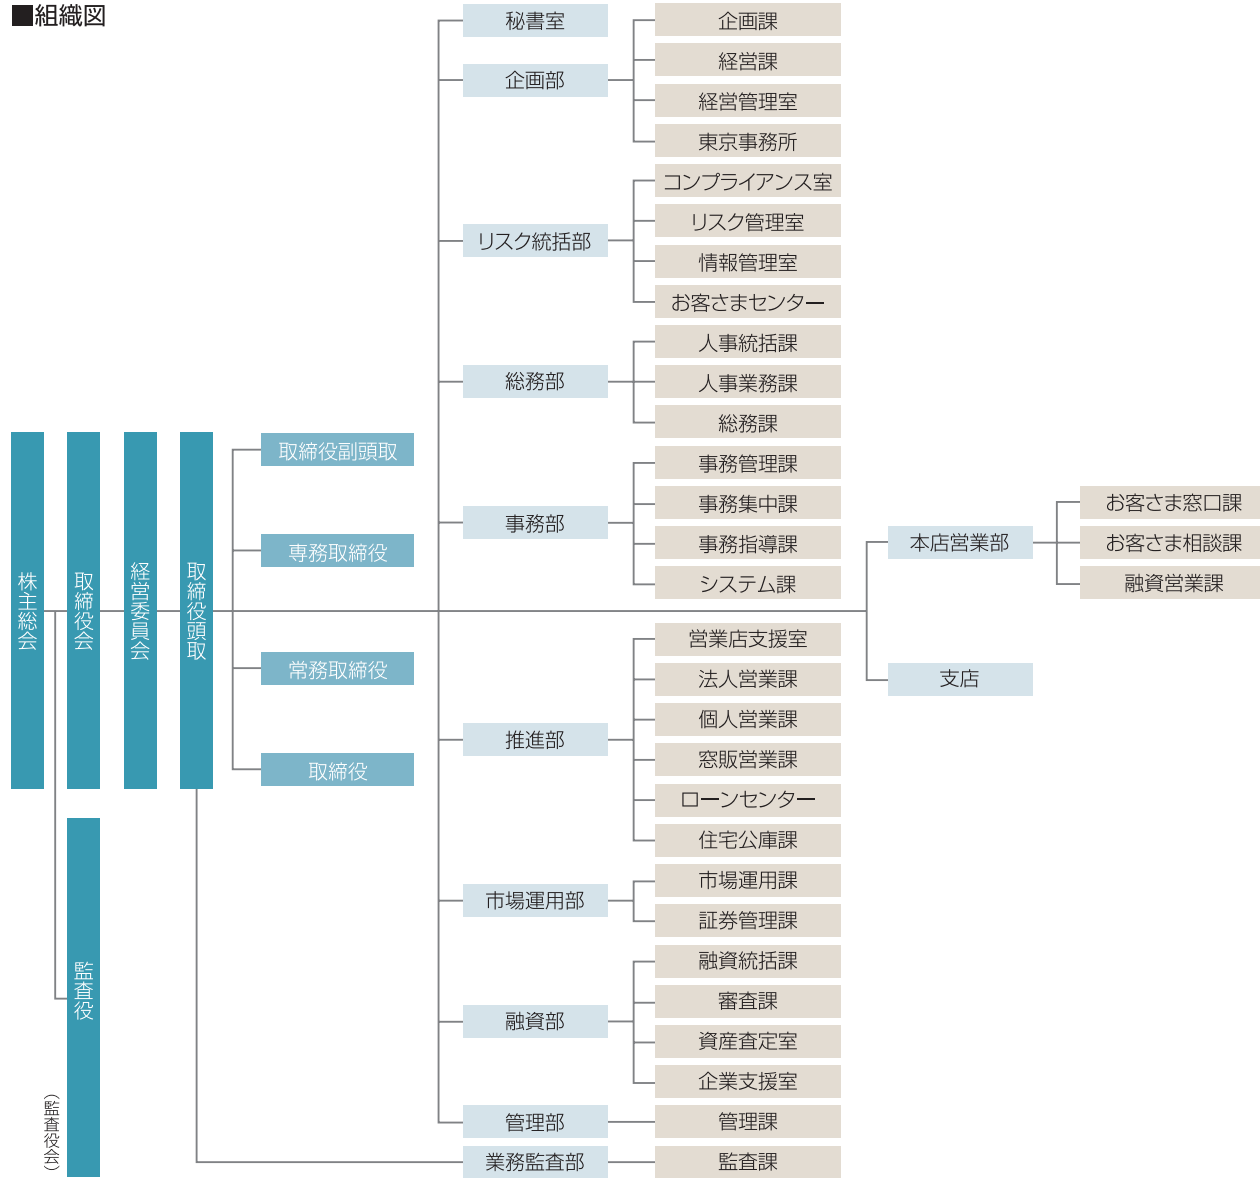 ■組織図
株主総会
取締役会
経営委員会
取締役頭取
監査役
（監査役会）
取締役副頭取
専務取締役
常務取締役
取締役
秘書室
企画部
企画課
経営課
経営管理室
東京事務所
リスク統括部
コンプライアンス室
リスク管理室
情報管理室
お客さまセンター
総務部
人事統括課
人事業務課
総務課
事務部
事務管理課
事務集中課
事務指導課
システム課
推進部
営業店支援室
法人営業課
個人営業課
窓販営業課
ローンセンター
住宅公庫課
市場運用部
市場運用課
証券管理課
融資部
融資統括課
審査課
資産査定室
企業支援室
管理部
管理課
業務監査部
監査課
本店営業部
お客さま窓口課
お客さま相談課
融資営業課
支店